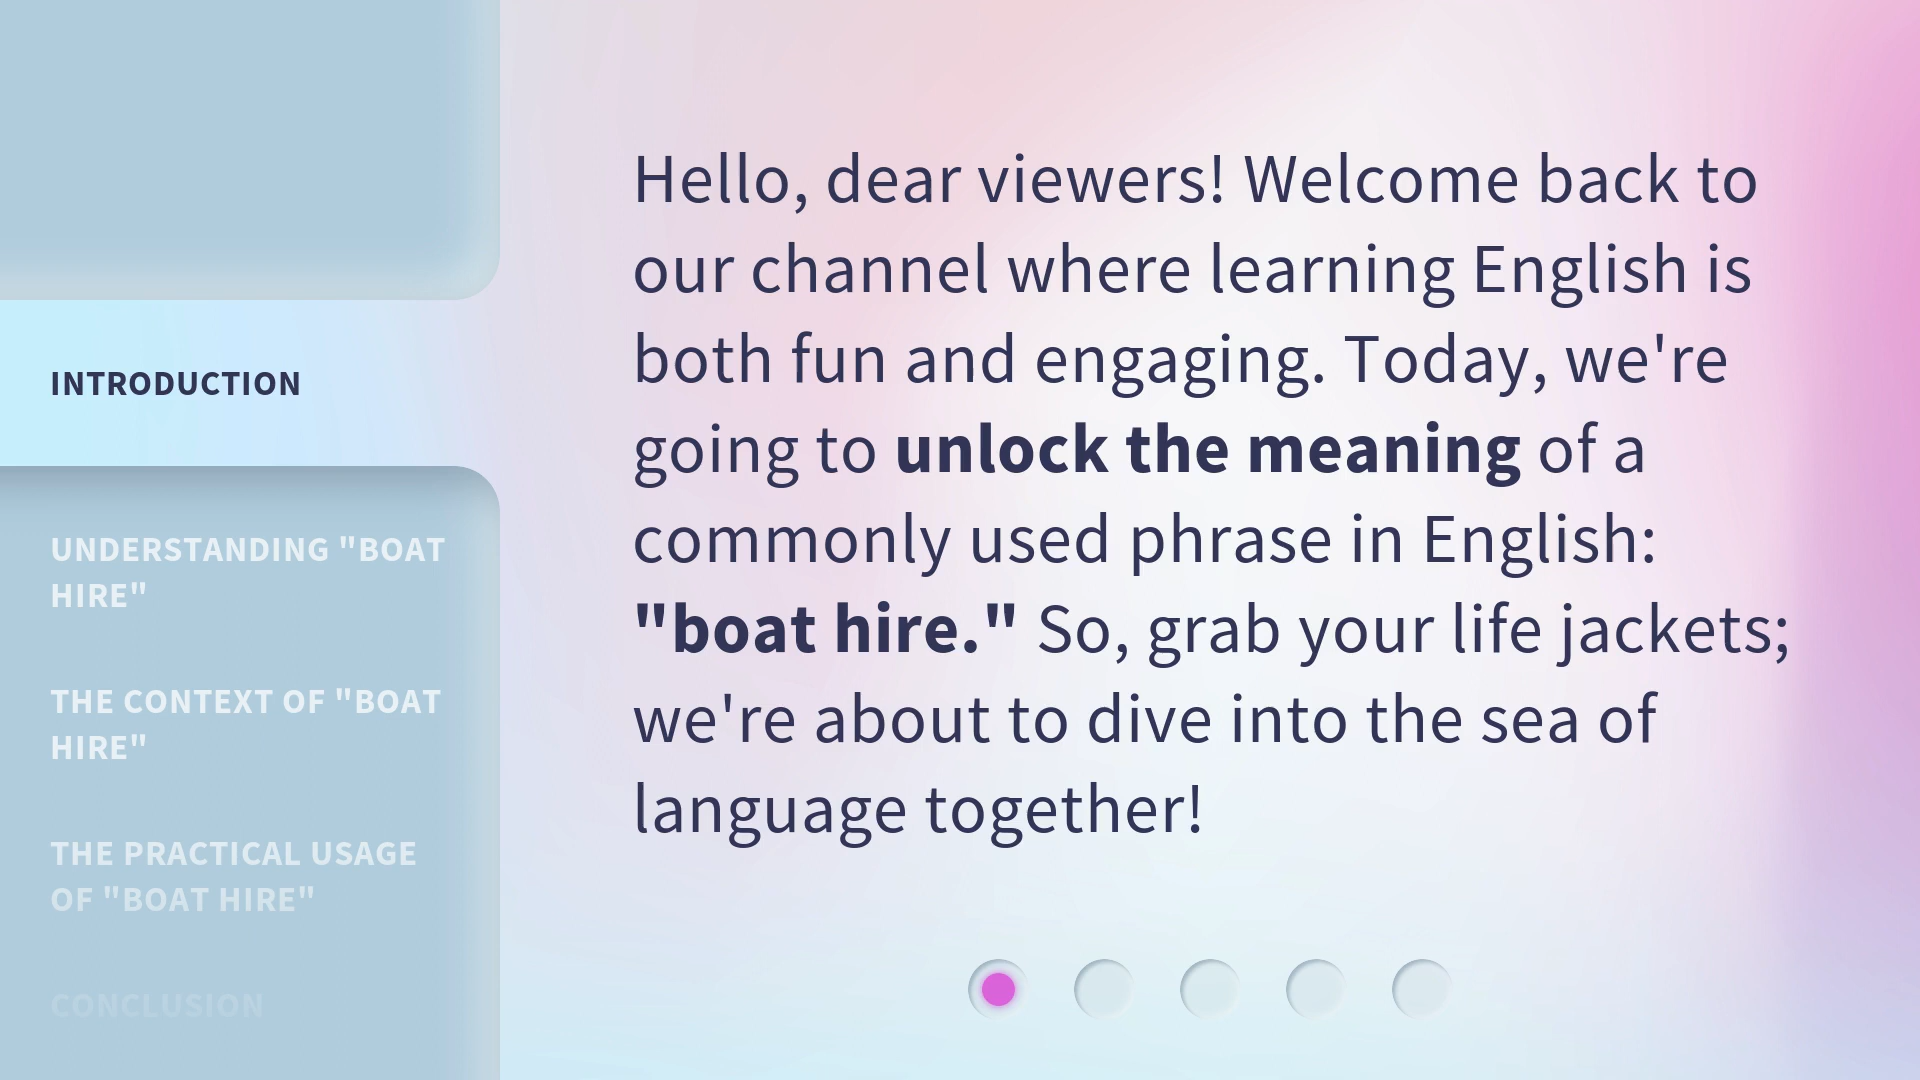 INTRODUCTION
UNDERSTANDING "BOAT
HIRE"
THE CONTEXT OF "BOAT
HIRE"
THE PRACTICAL USAGE
OF "BOAT HIRE"
CONCLUSION
Hello, dear viewers! Welcome back to
our channel where learning English is
both fun and engaging. Today, we're
going to unlock the meaning of a
commonly used phrase in English:
"boat hire." So, grab your life jackets;
we're about to dive into the sea of
language together!